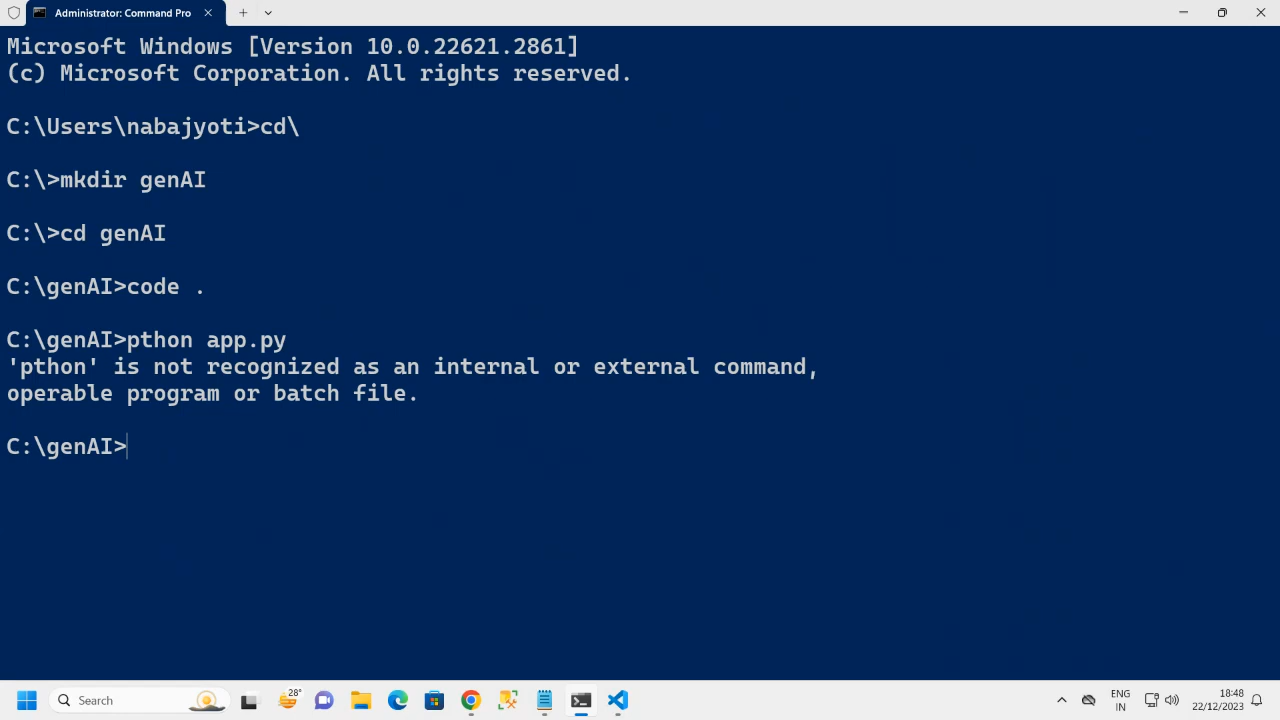 Administrator: Command Pro
Microsoft Windows [Version 10.0.22621.2861]
(c) Microsoft Corporation. All rights reserved.
C:\Users\nabajyoti>cd\
C:\>mkdir genAI
C:\>cd genAI
C:\genAI>code .
C:\genAI>pthon app.py
'pthon' is not recognized as an internal or external command,
operable program or batch file.
C:\genAI>
Search
28°
ENG
IN
18:48
22/12/2023